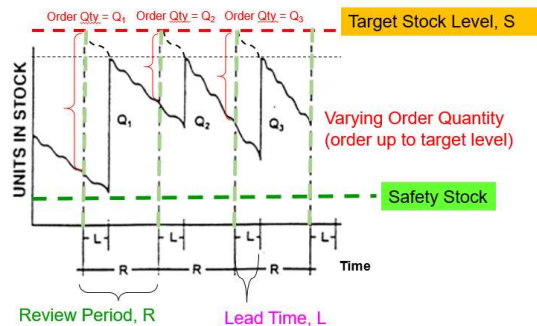 Order Qty = Q1 Order Qty = Q2 Order Qty = Q3
Target Stock Level, S
UNITS IN STOCK
Q1
Q2
Q3
Varying Order Quantity
(order up to target level)
Safety Stock
L L L L
R R R
Time
Review Period, R
Lead Time, L